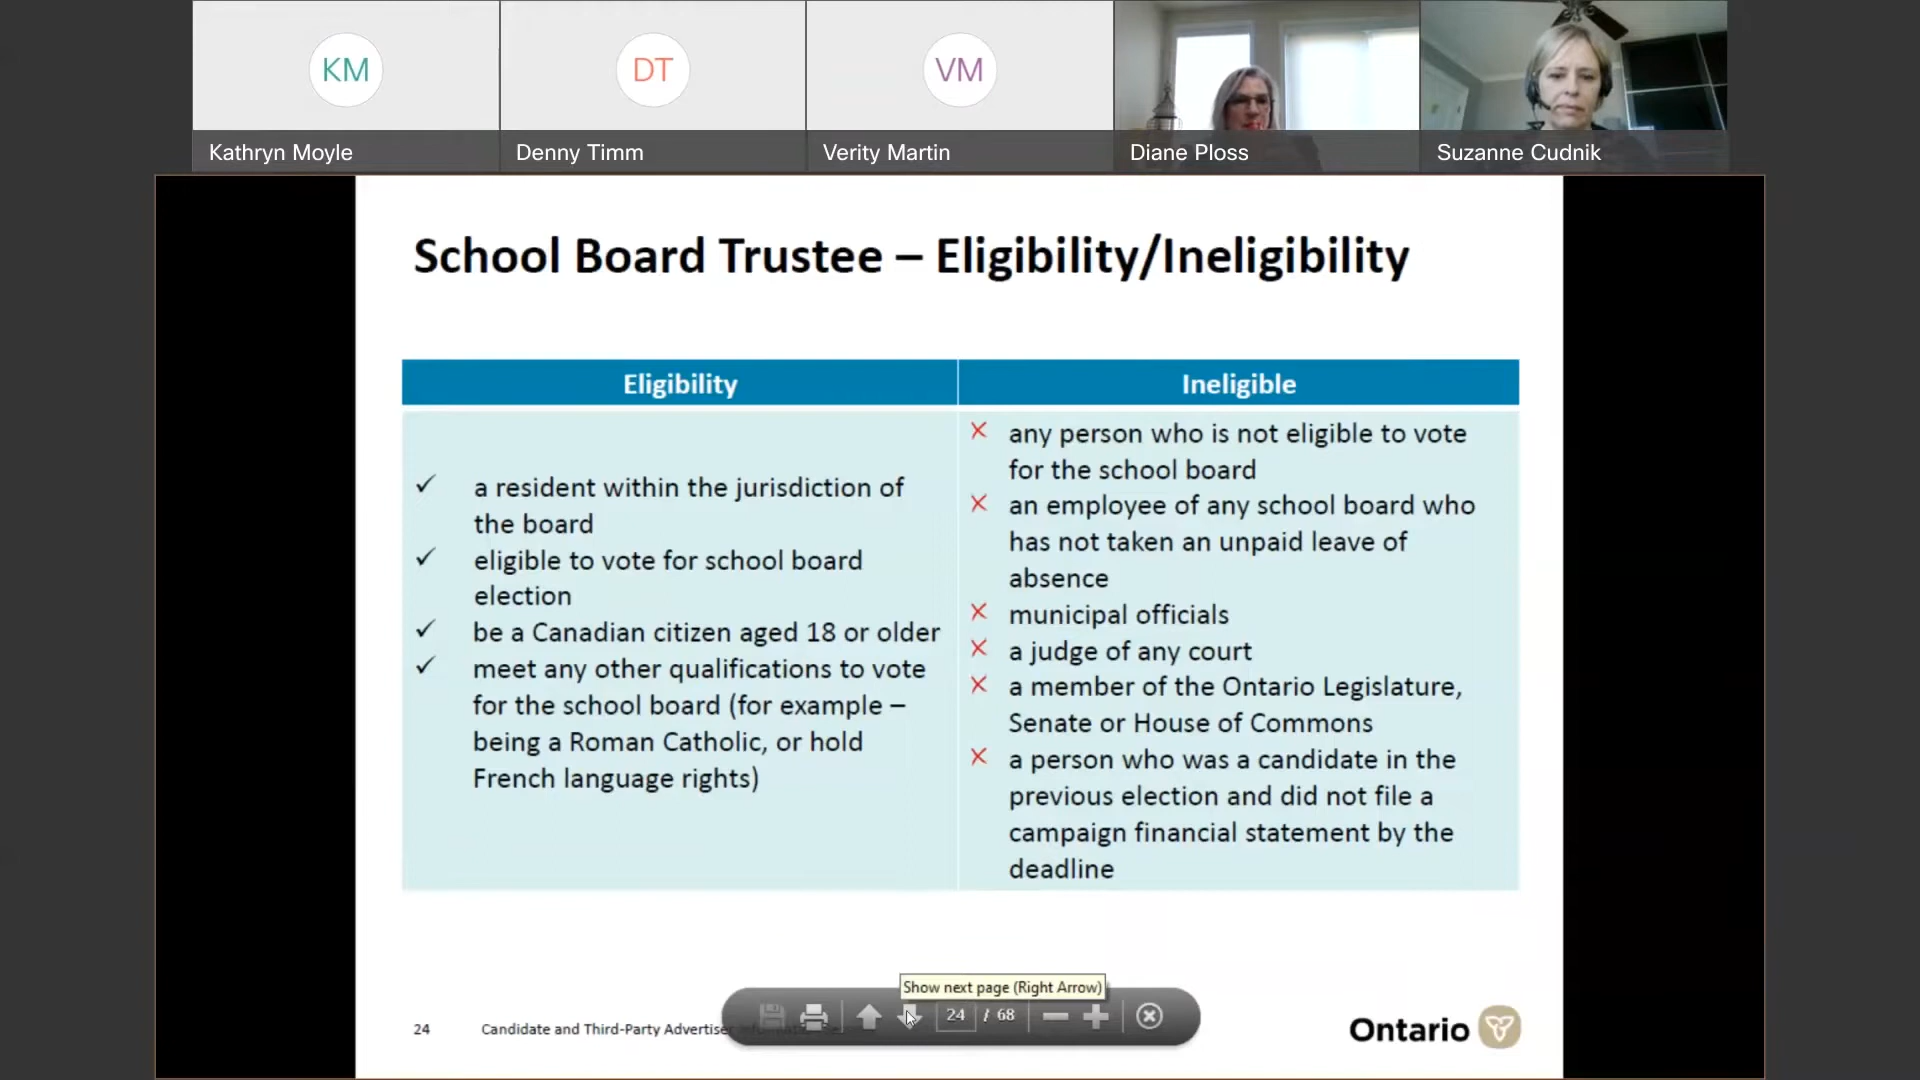 KM
DT
VM
Kathryn Moyle
Denny Timm
Verity Martin
Diane Ploss
Suzanne Cudnik
School Board Trustee – Eligibility/Ineligibility
Eligibility
Ineligible
a resident within the jurisdiction of
the board
eligible to vote for school board
election
be a Canadian citizen aged 18 or older
meet any other qualifications to vote
for the school board (for example –
being a Roman Catholic, or hold
French language rights)
any person who is not eligible to vote
for the school board
an employee of any school board who
has not taken an unpaid leave of
absence
municipal officials
a judge of any court
a member of the Ontario Legislature,
Senate or House of Commons
a person who was a candidate in the
previous election and did not file a
campaign financial statement by the
deadline
Show next page (Right Arrow)
24 / 68
24
Candidate and Third-Party Advertiser
Ontario